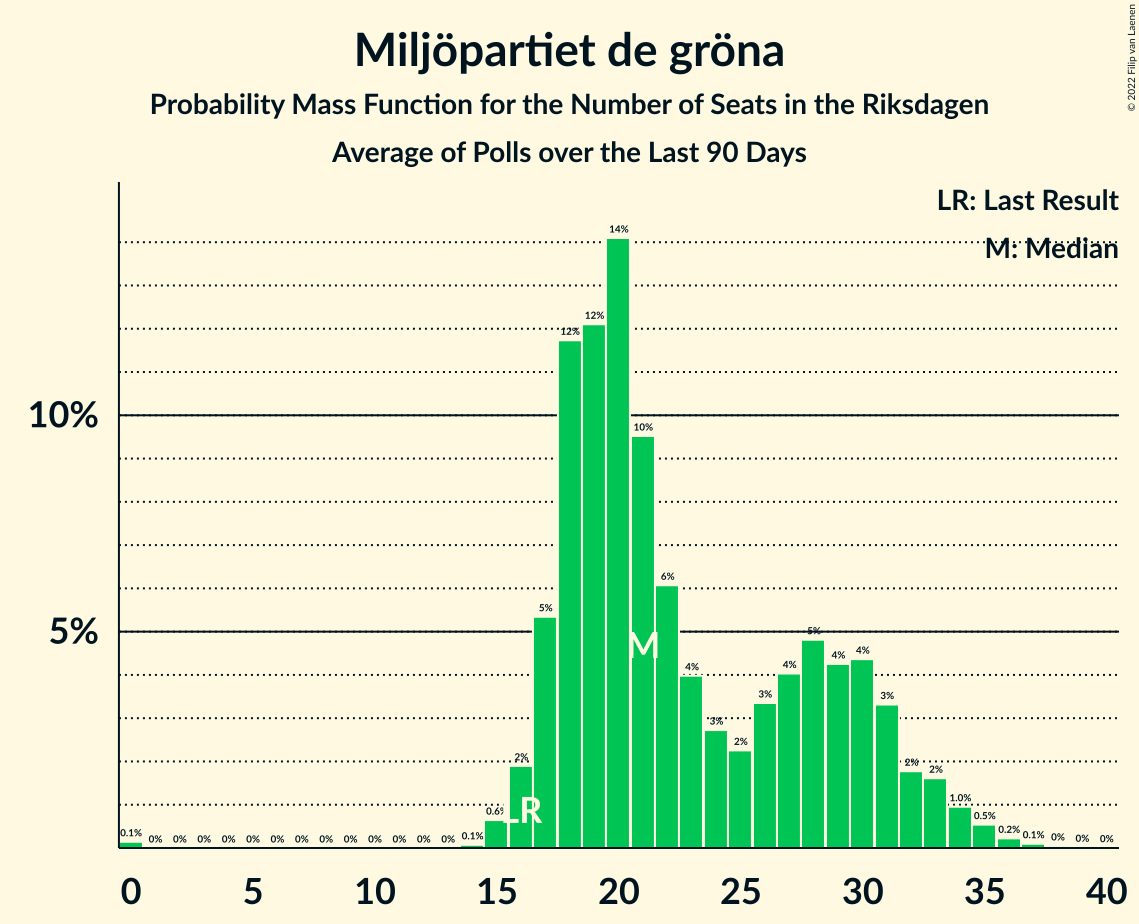 Miljöpartiet de gröna
Probability Mass Function for the Number of Seats in the Riksdagen
Average of Polls over the Last 90 Days
© 2022 Filip van Laenen
LR: Last Result
M: Median
10%
5%
0.1% 0% 0% 0% 0% 0% 0% 0% 0% 0% 0% 0% 0% 0% 0.1% 0.6% 2% 5% 12% 12% 14% 10% 6% 4% 3% 2% 3% 4% 5% 4% 4% 3% 2% 2% 1.0% 0.5% 0.2% 0.1% 0% 0% 0%
M
LR
0 5 10 15 20 25 30 35 40